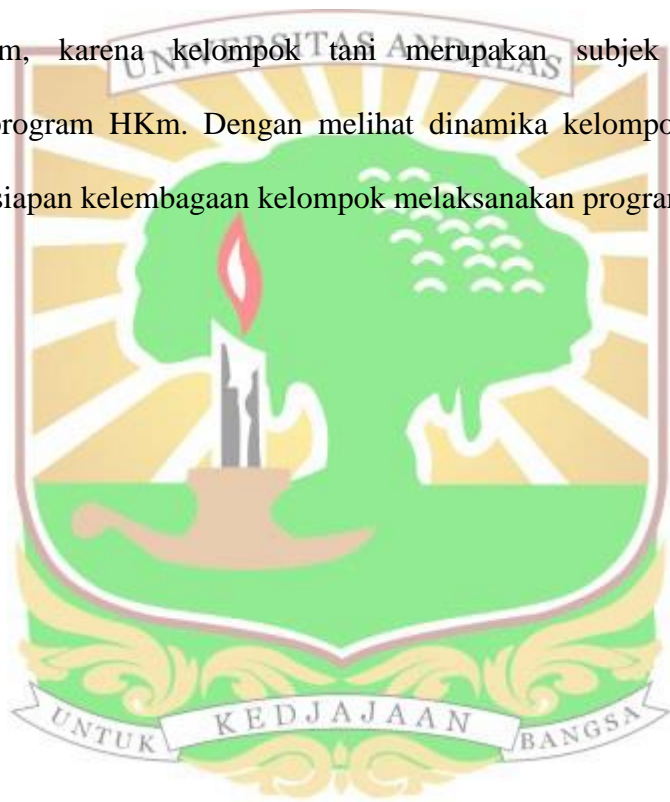 m, karena kelompok tani merupakan subjek
UNIVERSITAS ANDALAS
program HKm. Dengan melihat dinamika kelompo
siapan kelembagaan kelompok melaksanakan progra
UNTUK KEDJAJAAN BANGSA